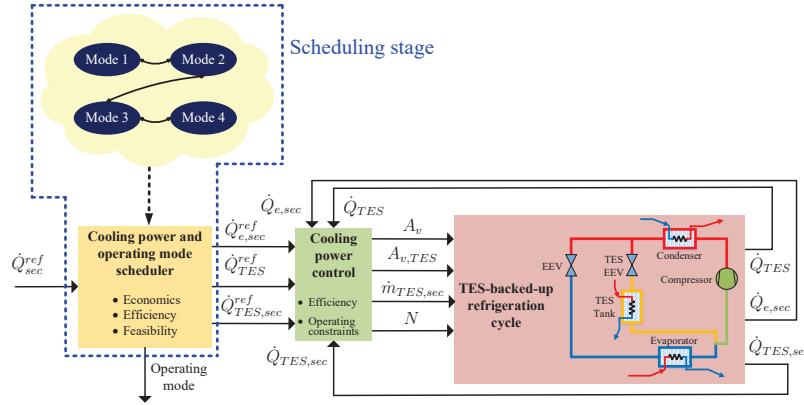 Scheduling stage
Mode 1
Mode 2
Mode 3
Mode 4
Q̇_{sec}^{ref}
Cooling power and
operating mode
scheduler
• Economics
• Efficiency
• Feasibility
Operating
mode
Q̇_{e,sec}^{ref}
Q̇_{TES}^{ref}
Q̇_{TES,sec}^{ref}
Q̇_{e,sec}
Q̇_{TES}
Q̇_{TES,sec}
Cooling
power
control
• Efficiency
• Operating
constraints
A_v
A_{v,TES}
ṁ_{TES,sec}
N
TES-backed-up
refrigeration
cycle
EEV
TES
EEV
TES
Tank
Condenser
Compressor
Evaporator
Q̇_{TES}
Q̇_{e,sec}
Q̇_{TES,se